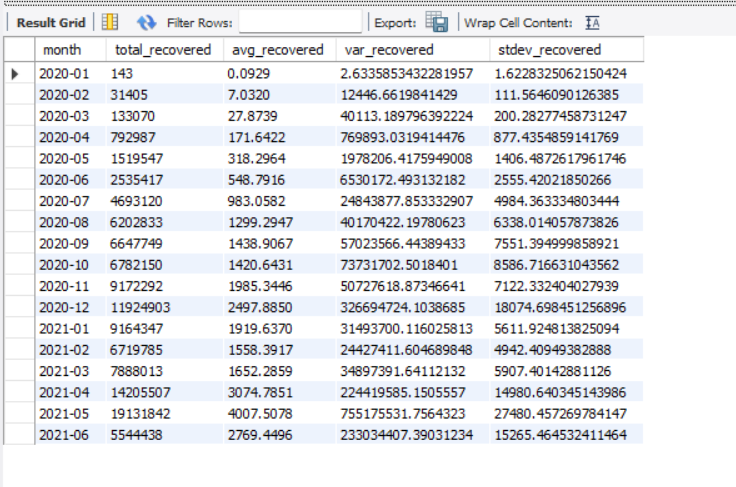 Result Grid Filter Rows: Export: Wrap Cell Content: IA
month total_recovered avg_recovered var_recovered stdev_recovered
2020-01 143 0.0929 2.6335853432281957 1.6228325062150424
2020-02 31405 7.0320 12446.6619841429 111.5646090126385
2020-03 133070 27.8739 40113.189796392224 200.28277458731247
2020-04 792987 171.6422 769893.0319414476 877.4354859141769
2020-05 1519547 318.2964 1978206.4175949008 1406.4872617961746
2020-06 2535417 548.7916 6530172.493132182 2555.42021850266
2020-07 4693120 983.0582 24843877.853332907 4984.363334803444
2020-08 6202833 1299.2947 40170422.19780623 6338.014057873826
2020-09 6647749 1438.9067 57023566.44389433 7551.394999858921
2020-10 6782150 1420.6431 73731702.5018401 8586.716631043562
2020-11 9172292 1985.3446 50727618.87346641 7122.332404027939
2020-12 11924903 2497.8850 326694724.1038685 18074.698451256896
2021-01 9164347 1919.6370 31493700.116025813 5611.924813825094
2021-02 6719785 1558.3917 24427411.604689848 4942.40949382888
2021-03 7888013 1652.2859 34897391.64112132 5907.40142881126
2021-04 14205507 3074.7851 224419585.1505557 14980.640345143986
2021-05 19131842 4007.5078 755175531.7564323 27480.457269784147
2021-06 5544438 2769.4496 233034407.39031234 15265.464532411464